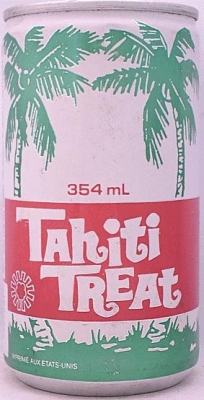 354 mL
Tahiti
TREAT
IMPRIMÉ AUX ÉTATS-UNIS